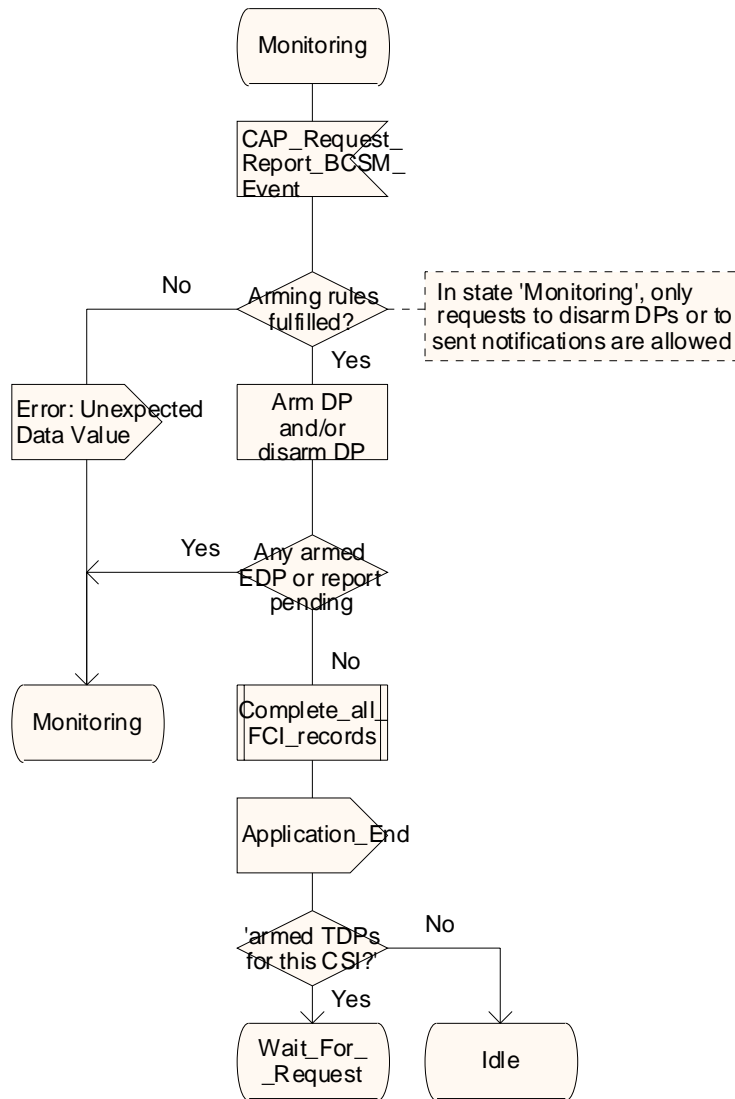 Monitoring
CAP_Request_
Report_BCSM_
Event
No
Arming rules
fulfilled?
In state 'Monitoring', only
requests to disarm DPs or to
sent notifications are allowed
Yes
Error: Unexpected
Data Value
Arm DP
and/or
disarm DP
Yes
Any armed
EDP or report
pending
No
Monitoring
Complete_all_
FCI_records
Application_End
'armed TDPs
for this CSI?'
No
Yes
Wait_For_
_Request
Idle